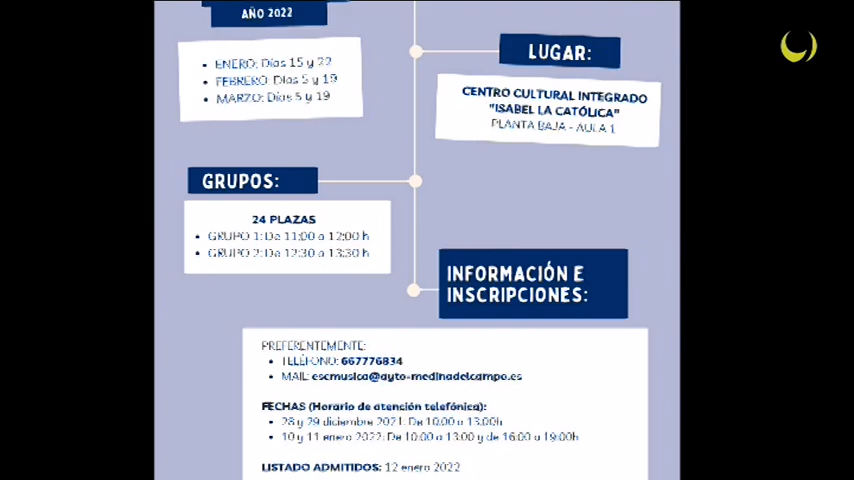 AÑO 2022
ENERO: Días 15 y 22
FEBRERO: Días 5 y 19
MARZO: Días 5 y 19
LUGAR:
CENTRO CULTURAL INTEGRADO
"ISABEL LA CATÓLICA"
PLANTA BAJA - AULA 1
GRUPOS:
24 PLAZAS
GRUPO 1: De 11:00 a 12:00 h
GRUPO 2: De 12:30 a 13:30 h
INFORMACIÓN E
INSCRIPCIONES:
PREFERENTEMENTE:
TELÉFONO: 667776834
MAIL: escmusica@ayto-medinadelcampo.es
FECHAS (Horario de atención telefónica):
28 y 29 diciembre 2021: De 10:00 a 13:00h
10 y 11 enero 2022: De 10:00 a 13:00 y de 16:00 a 19:00h
LISTADO ADMITIDOS: 12 enero 2022